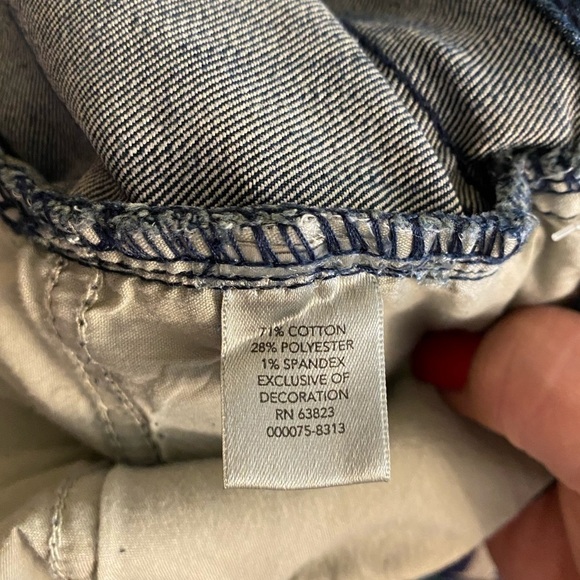 71% COTTON
28% POLYESTER
1% SPANDEX
EXCLUSIVE OF
DECORATION
RN 63823
000075-8313